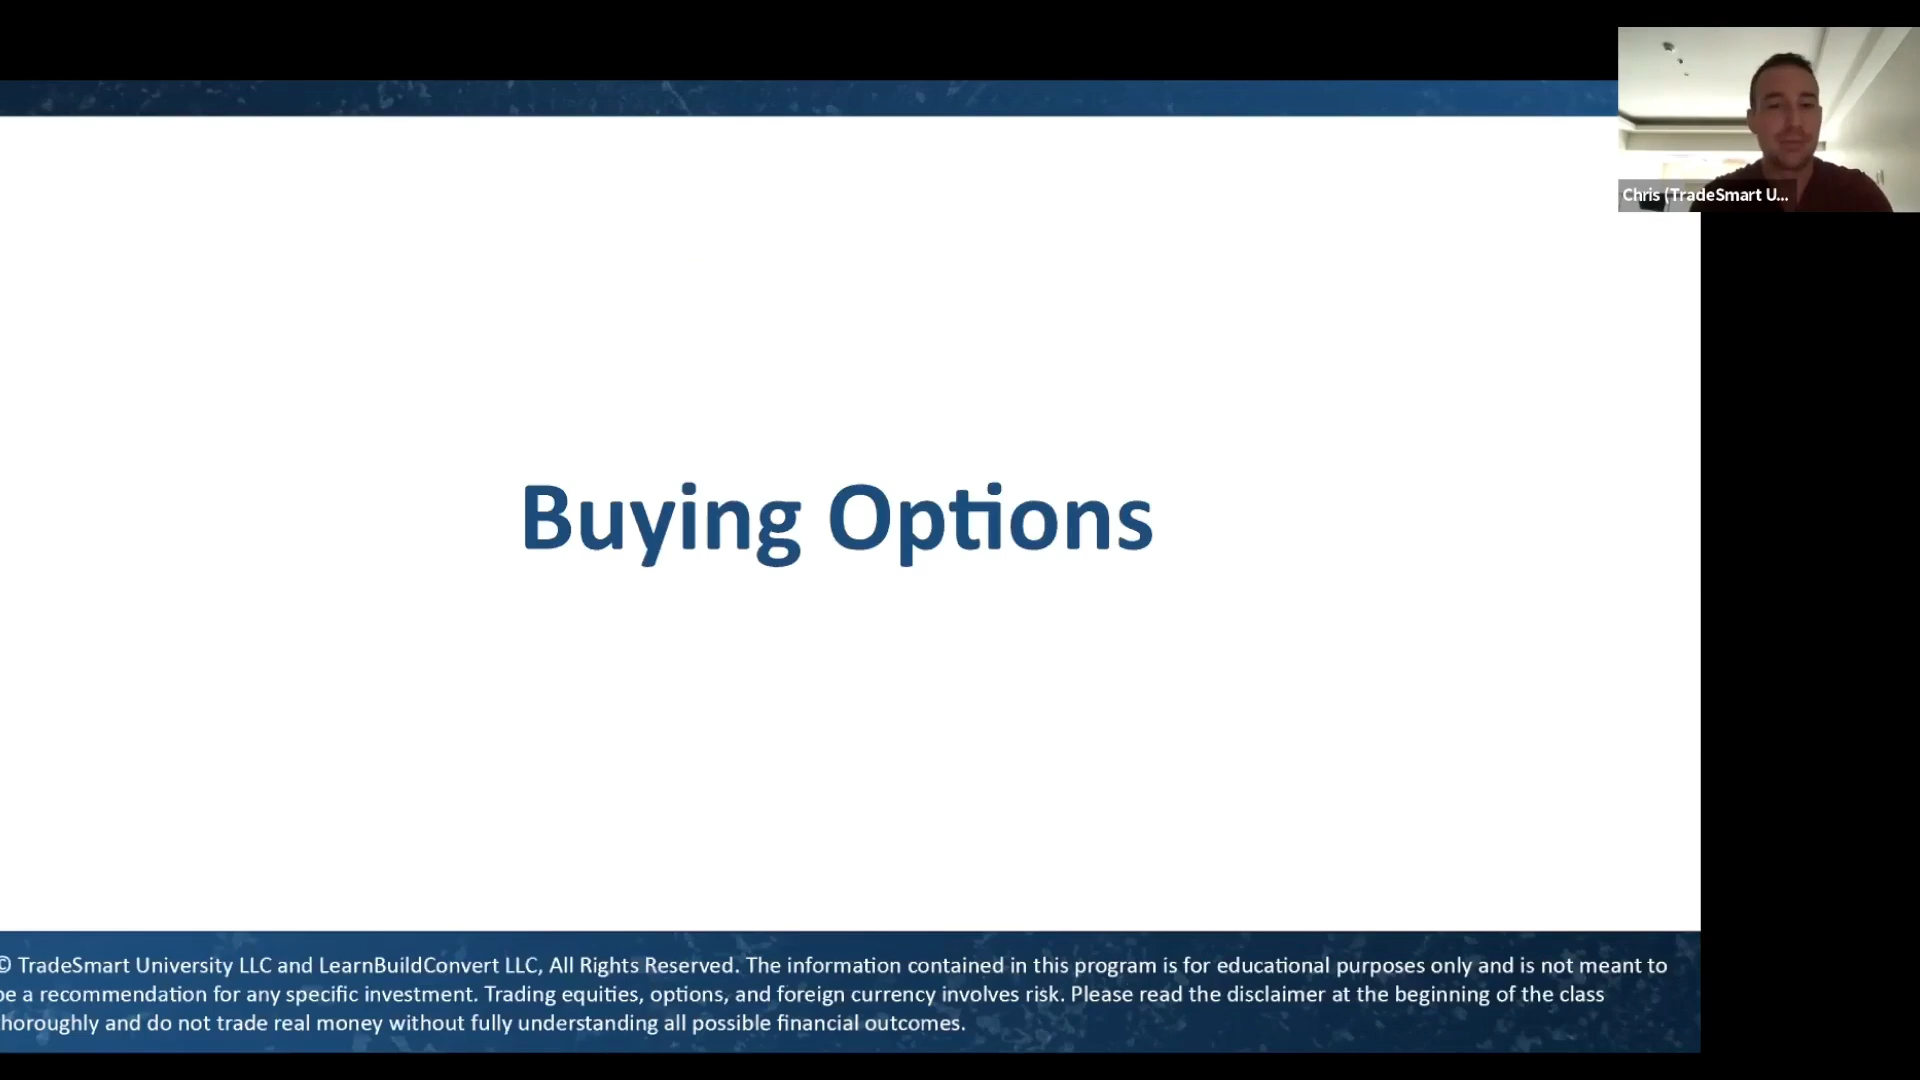 Chris (TradeSmart U...
Buying Options
© TradeSmart University LLC and LearnBuildConvert LLC, All Rights Reserved. The information contained in this program is for educational purposes only and is not meant to
be a recommendation for any specific investment. Trading equities, options, and foreign currency involves risk. Please read the disclaimer at the beginning of the class
horoughly and do not trade real money without fully understanding all possible financial outcomes.